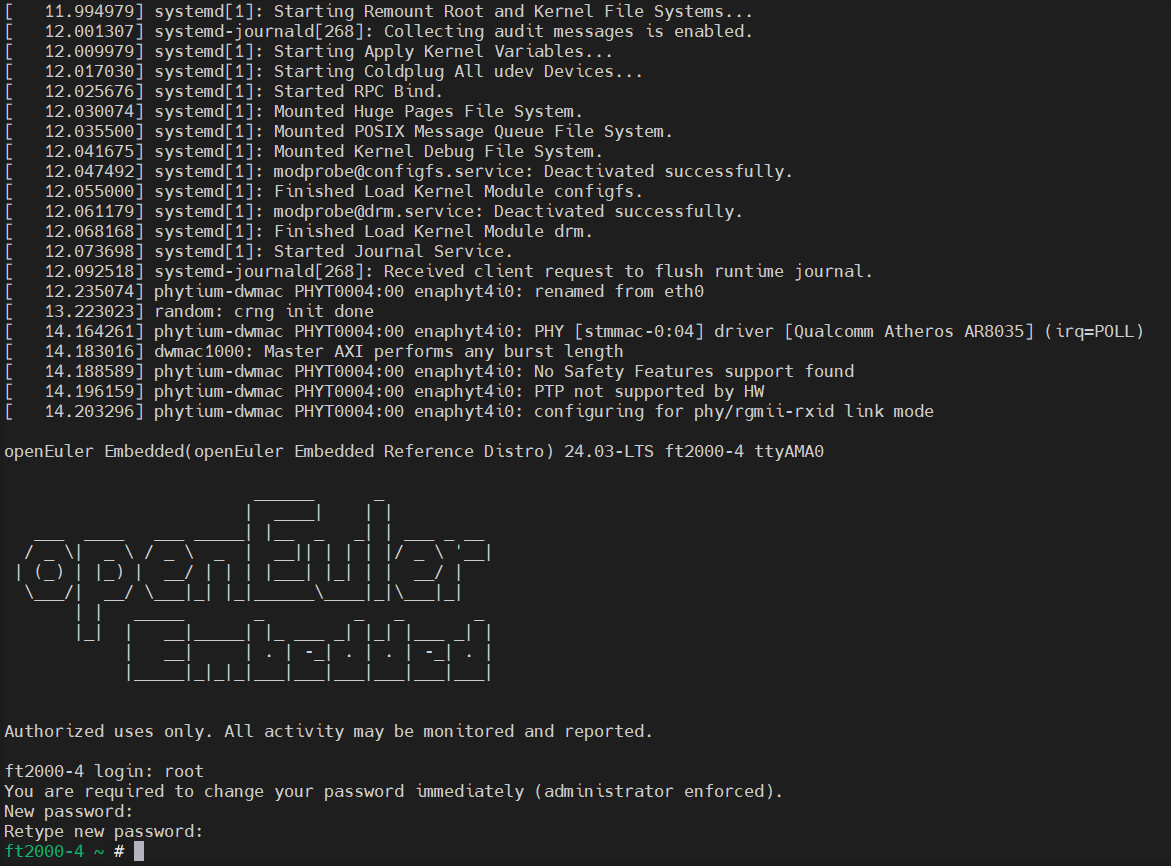 [   11.994979] systemd[1]: Starting Remount Root and Kernel File Systems...
[   12.001307] systemd-journald[268]: Collecting audit messages is enabled.
[   12.009979] systemd[1]: Starting Apply Kernel Variables...
[   12.017030] systemd[1]: Starting Coldplug All udev Devices...
[   12.025676] systemd[1]: Started RPC Bind.
[   12.030074] systemd[1]: Mounted Huge Pages File System.
[   12.035500] systemd[1]: Mounted POSIX Message Queue File System.
[   12.041675] systemd[1]: Mounted Kernel Debug File System.
[   12.047492] systemd[1]: modprobe@configfs.service: Deactivated successfully.
[   12.055000] systemd[1]: Finished Load Kernel Module configfs.
[   12.061179] systemd[1]: modprobe@drm.service: Deactivated successfully.
[   12.068168] systemd[1]: Finished Load Kernel Module drm.
[   12.073698] systemd[1]: Started Journal Service.
[   12.092518] systemd-journald[268]: Received client request to flush runtime journal.
[   12.235074] phytium-dwmac PHYT0004:00 enaphyt4i0: renamed from eth0
[   13.223023] random: crng init done
[   14.164261] phytium-dwmac PHYT0004:00 enaphyt4i0: PHY [stmmac-0:04] driver [Qualcomm Atheros AR8035] (irq=POLL)
[   14.183016] dwmac1000: Master AXI performs any burst length
[   14.188589] phytium-dwmac PHYT0004:00 enaphyt4i0: No Safety Features support found
[   14.196159] phytium-dwmac PHYT0004:00 enaphyt4i0: PTP not supported by HW
[   14.203296] phytium-dwmac PHYT0004:00 enaphyt4i0: configuring for phy/rgmii-rxid link mode
openEuler Embedded(openEuler Embedded Reference Distro) 24.03-LTS ft2000-4 ttyAMA0
openEuler
Embedded
Authorized uses only. All activity may be monitored and reported.
ft2000-4 login: root
You are required to change your password immediately (administrator enforced).
New password:
Retype new password:
ft2000-4 ~ #